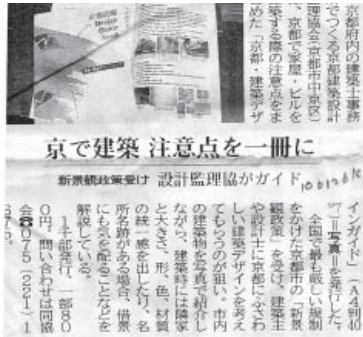 京都府内の建築士事務
所でつくる京都建築設計
監理協会(京都市中京区)
は、京都で家屋・ビルを
建築する際の注意点をま
とめた「京都・建築デザ
京で建築 注意点を一冊に
新景観政策受け 設計監理協がガイド
100126K
インガイド」(A4判40
㌻)=写真=を発行した。
全国で最も厳しい規制
をかけた京都市の「新景
観政策」を受け、建築主
や設計士に京都にふさわ
しい建築デザインを考え
てもらうのが狙い。市内
の建築物を写真で紹介し
ながら、建築時には隣家
と大きさ、形、色、材質
の統一感を出したり、名
所名跡がある場合、借景
にも気を配ることなどを
解説している。
1千部発行、一部80
0円。問い合わせは同協
会☎075(221)1